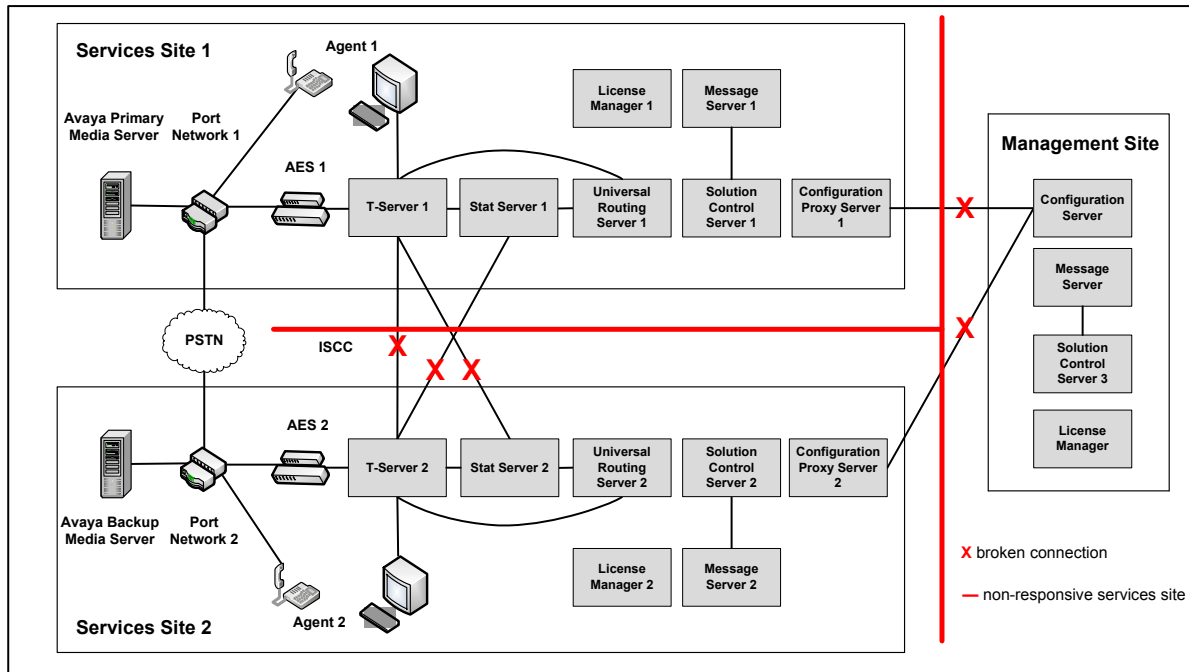 Services Site 1
Agent 1
Avaya Primary
Media Server
Port
Network 1
AES 1
License
Manager 1
Message
Server 1
T-Server 1
Stat Server 1
Universal
Routing
Server 1
Solution
Control
Server 1
Configuration
Proxy Server
1
X
Management Site
Configuration
Server
Message
Server
Solution
Control
Server 3
License
Manager
X
PSTN
ISCC
X
X
X
AES 2
T-Server 2
Stat Server 2
Universal
Routing
Server 2
Solution
Control
Server 2
Configuration
Proxy Server
2
Avaya Backup
Media Server
Port
Network 2
License
Manager 2
Message
Server 2
Agent 2
Services Site 2
X broken connection
non-responsive services site